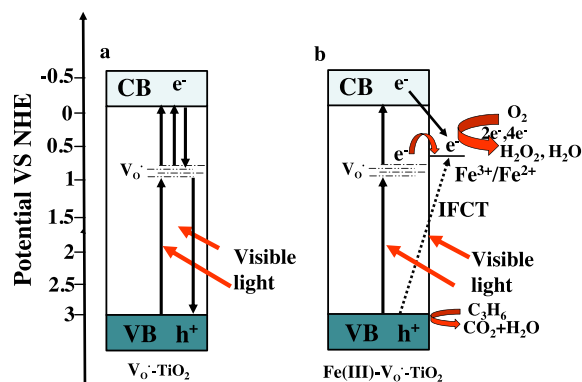 Potential VS NHE
-0.5
0
0.5
1
1.5
2
2.5
3
a
CB e⁻
Vₒ·
Visible
light
VB h⁺
Vₒ·-TiO₂
b
CB e⁻
O₂
2e⁻,4e⁻
H₂O₂, H₂O
e⁻
e⁻
Fe³⁺/Fe²⁺
Vₒ·
IFCT
Visible
light
C₃H₆
CO₂+H₂O
VB h⁺
Fe(III)-Vₒ·-TiO₂